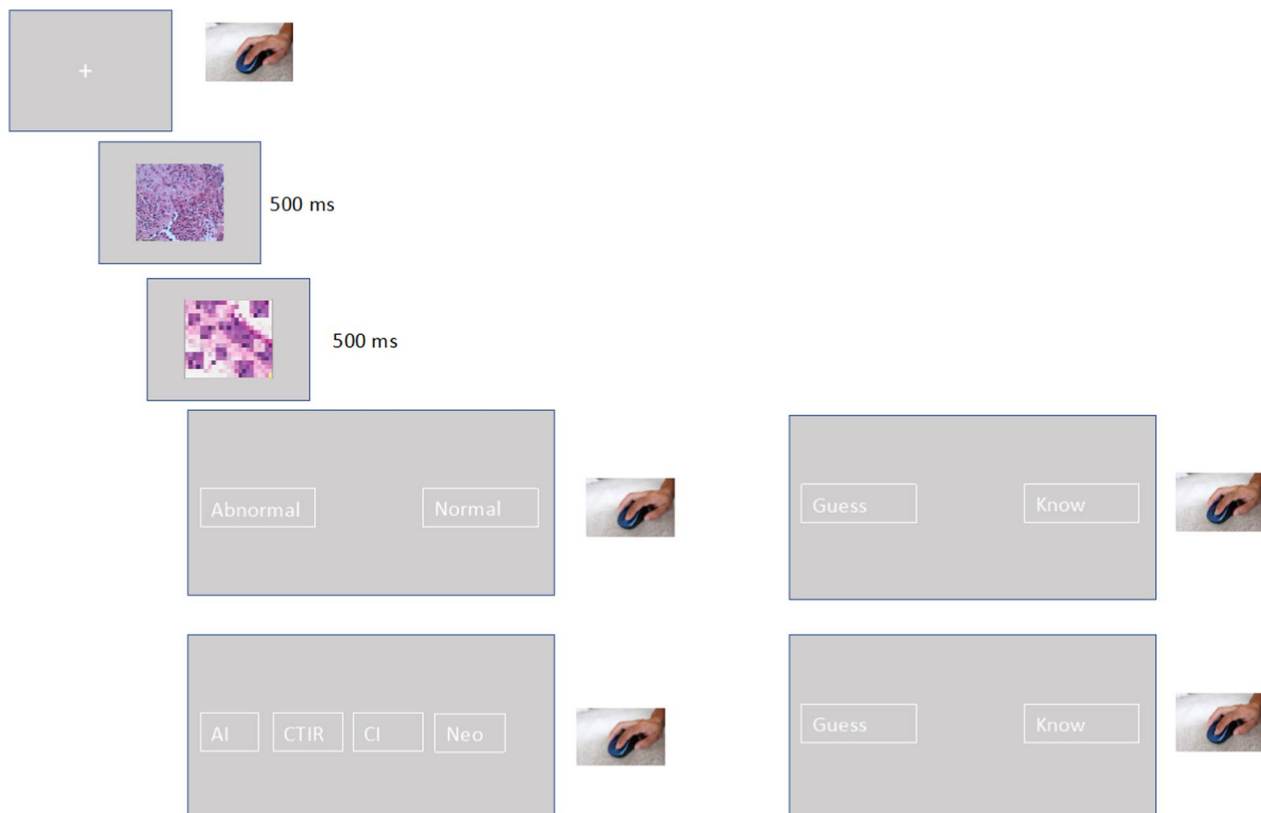 +
500 ms
500 ms
Abnormal Normal
Guess Know
AI CTIR CI Neo
Guess Know